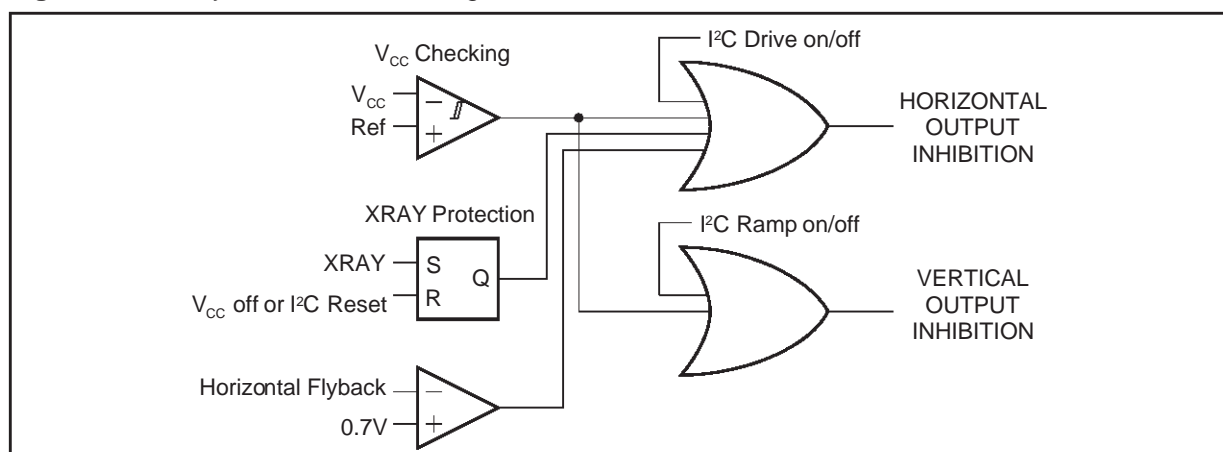 I²C Drive on/off
V_CC Checking
V_CC
Ref
−
+
HORIZONTAL
OUTPUT
INHIBITION
XRAY Protection
I²C Ramp on/off
XRAY
S
Q
V_CC off or I²C Reset
R
VERTICAL
OUTPUT
INHIBITION
Horizontal Flyback
−
0.7V
+